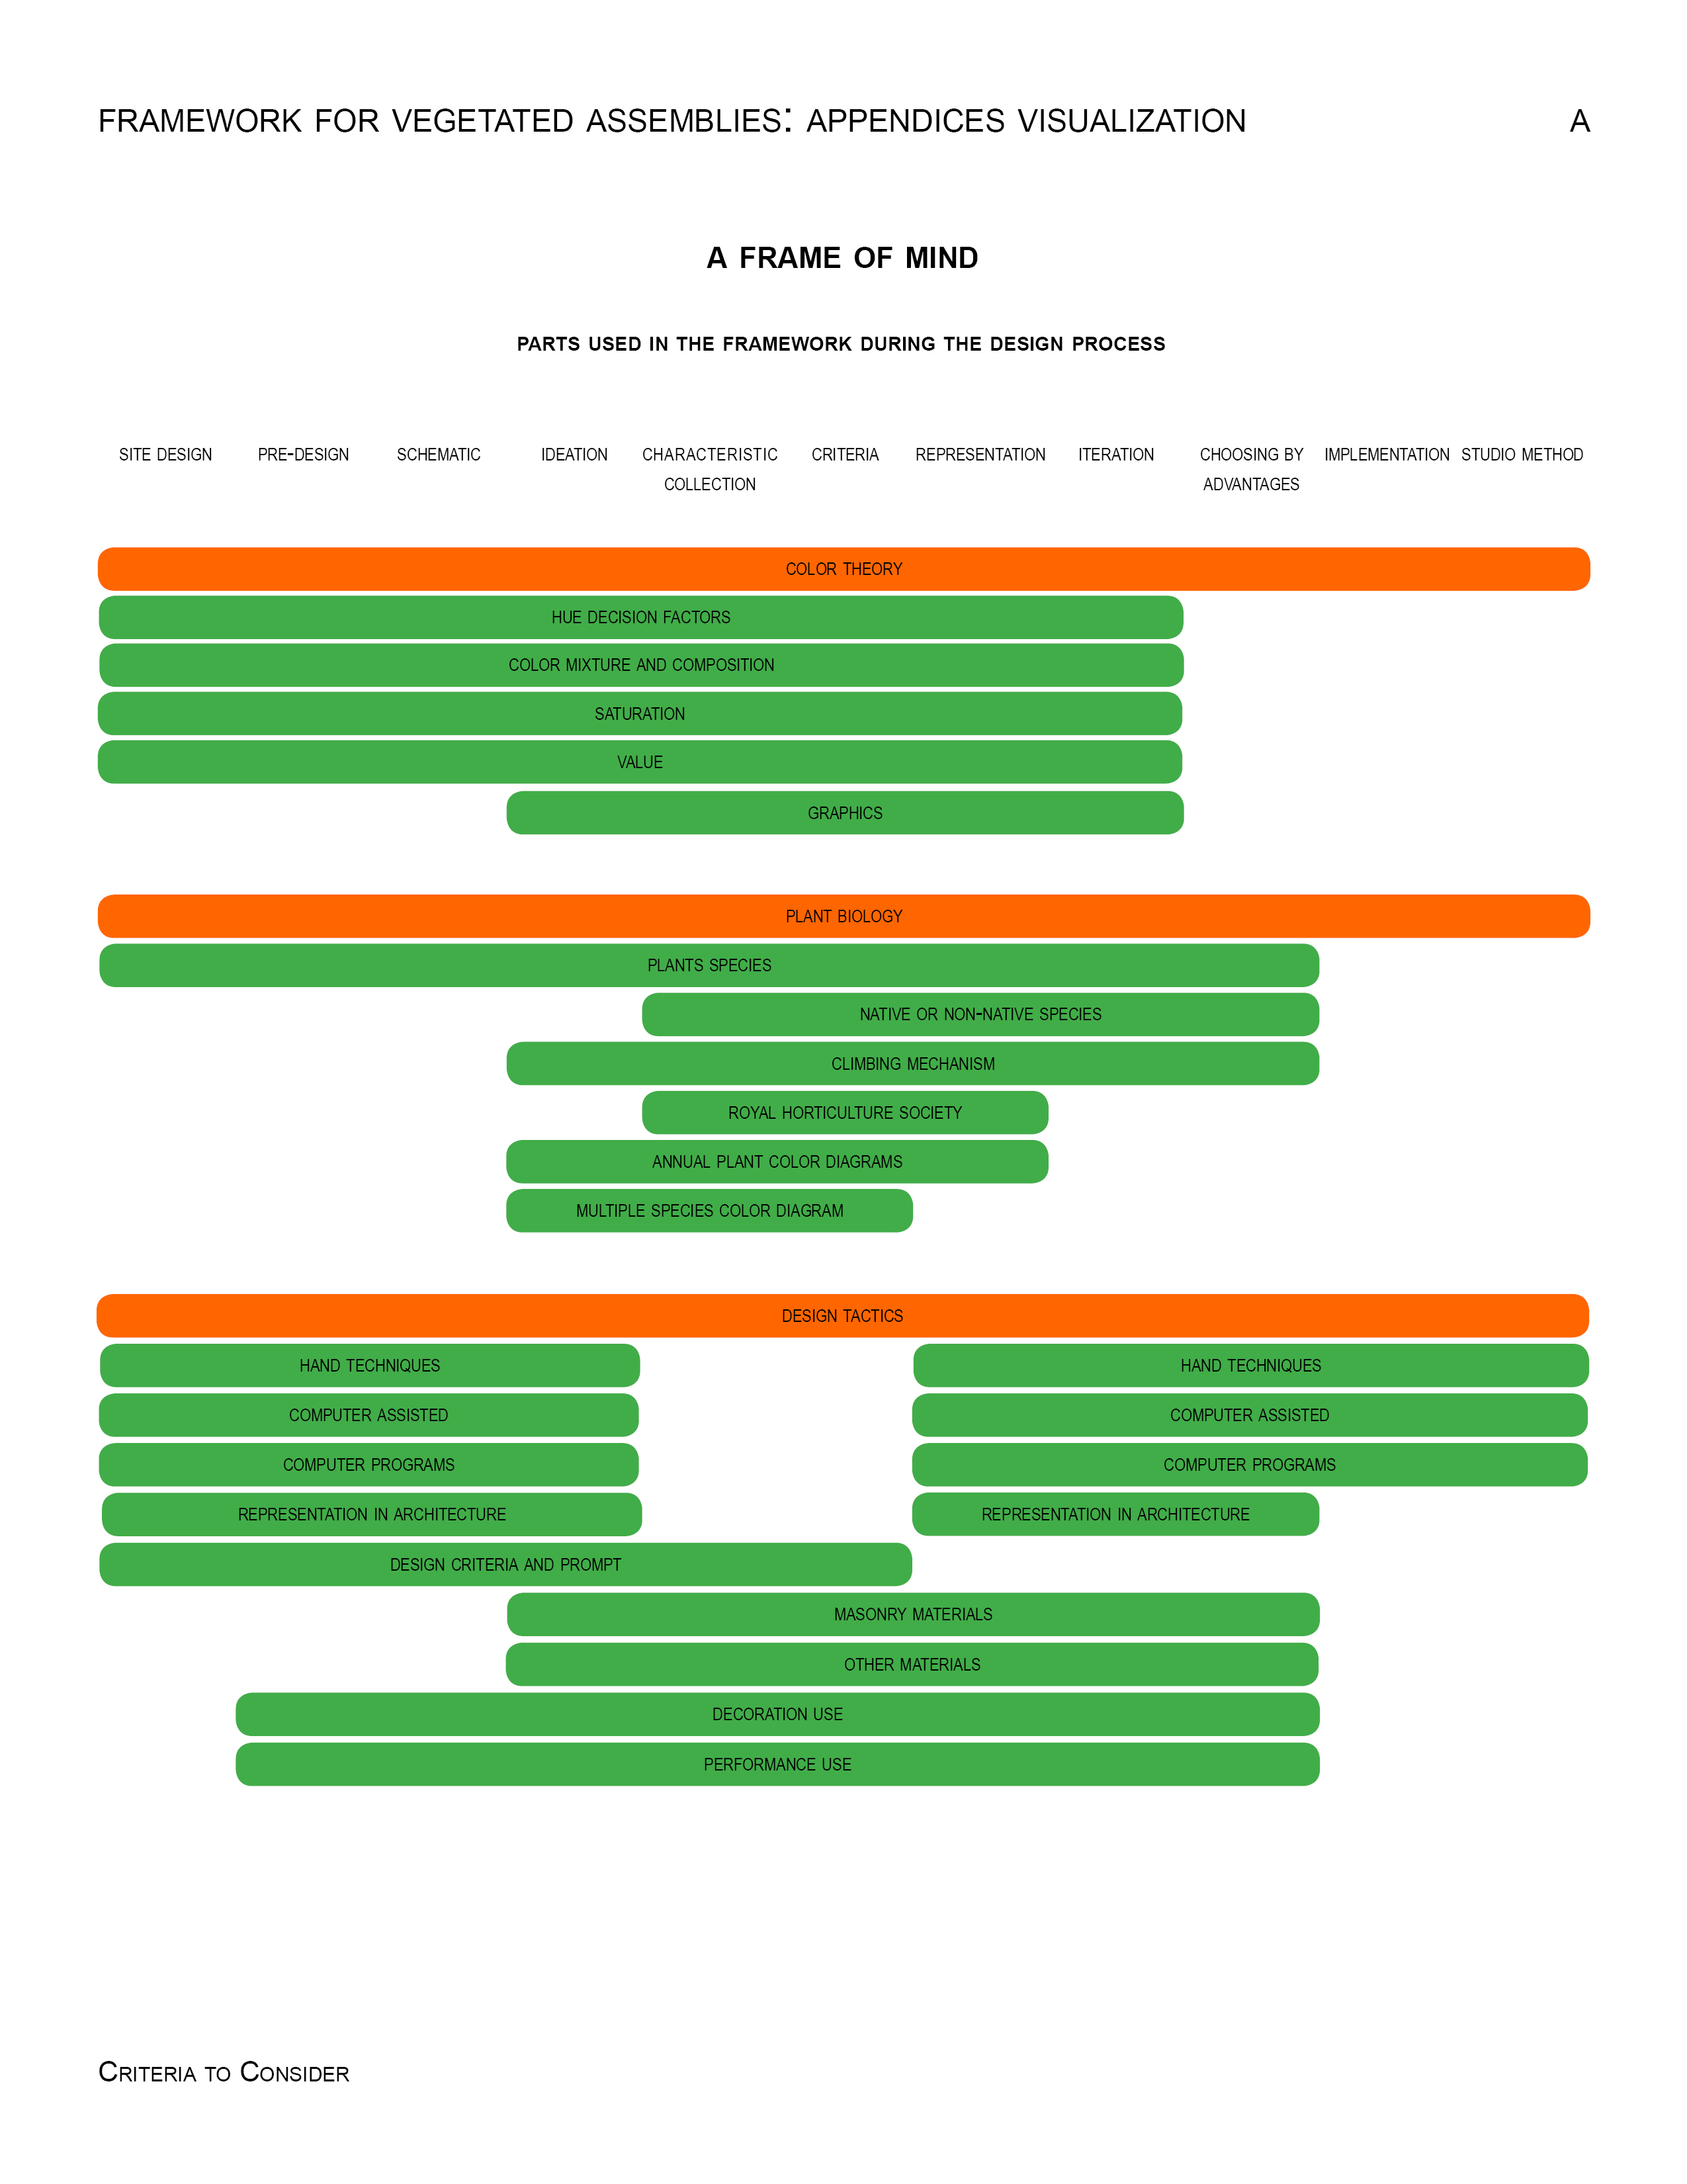 FRAMEWORK FOR VEGETATED ASSEMBLIES: APPENDICES VISUALIZATION A
A FRAME OF MIND
PARTS USED IN THE FRAMEWORK DURING THE DESIGN PROCESS
SITE DESIGN PRE-DESIGN SCHEMATIC IDEATION CHARACTERISTIC COLLECTION CRITERIA REPRESENTATION ITERATION CHOOSING BY ADVANTAGES IMPLEMENTATION STUDIO METHOD
COLOR THEORY
HUE DECISION FACTORS
COLOR MIXTURE AND COMPOSITION
SATURATION
VALUE
GRAPHICS
PLANT BIOLOGY
PLANTS SPECIES
NATIVE OR NON-NATIVE SPECIES
CLIMBING MECHANISM
ROYAL HORTICULTURE SOCIETY
ANNUAL PLANT COLOR DIAGRAMS
MULTIPLE SPECIES COLOR DIAGRAM
DESIGN TACTICS
HAND TECHNIQUES HAND TECHNIQUES
COMPUTER ASSISTED COMPUTER ASSISTED
COMPUTER PROGRAMS COMPUTER PROGRAMS
REPRESENTATION IN ARCHITECTURE REPRESENTATION IN ARCHITECTURE
DESIGN CRITERIA AND PROMPT
MASONRY MATERIALS
OTHER MATERIALS
DECORATION USE
PERFORMANCE USE
Criteria to Consider